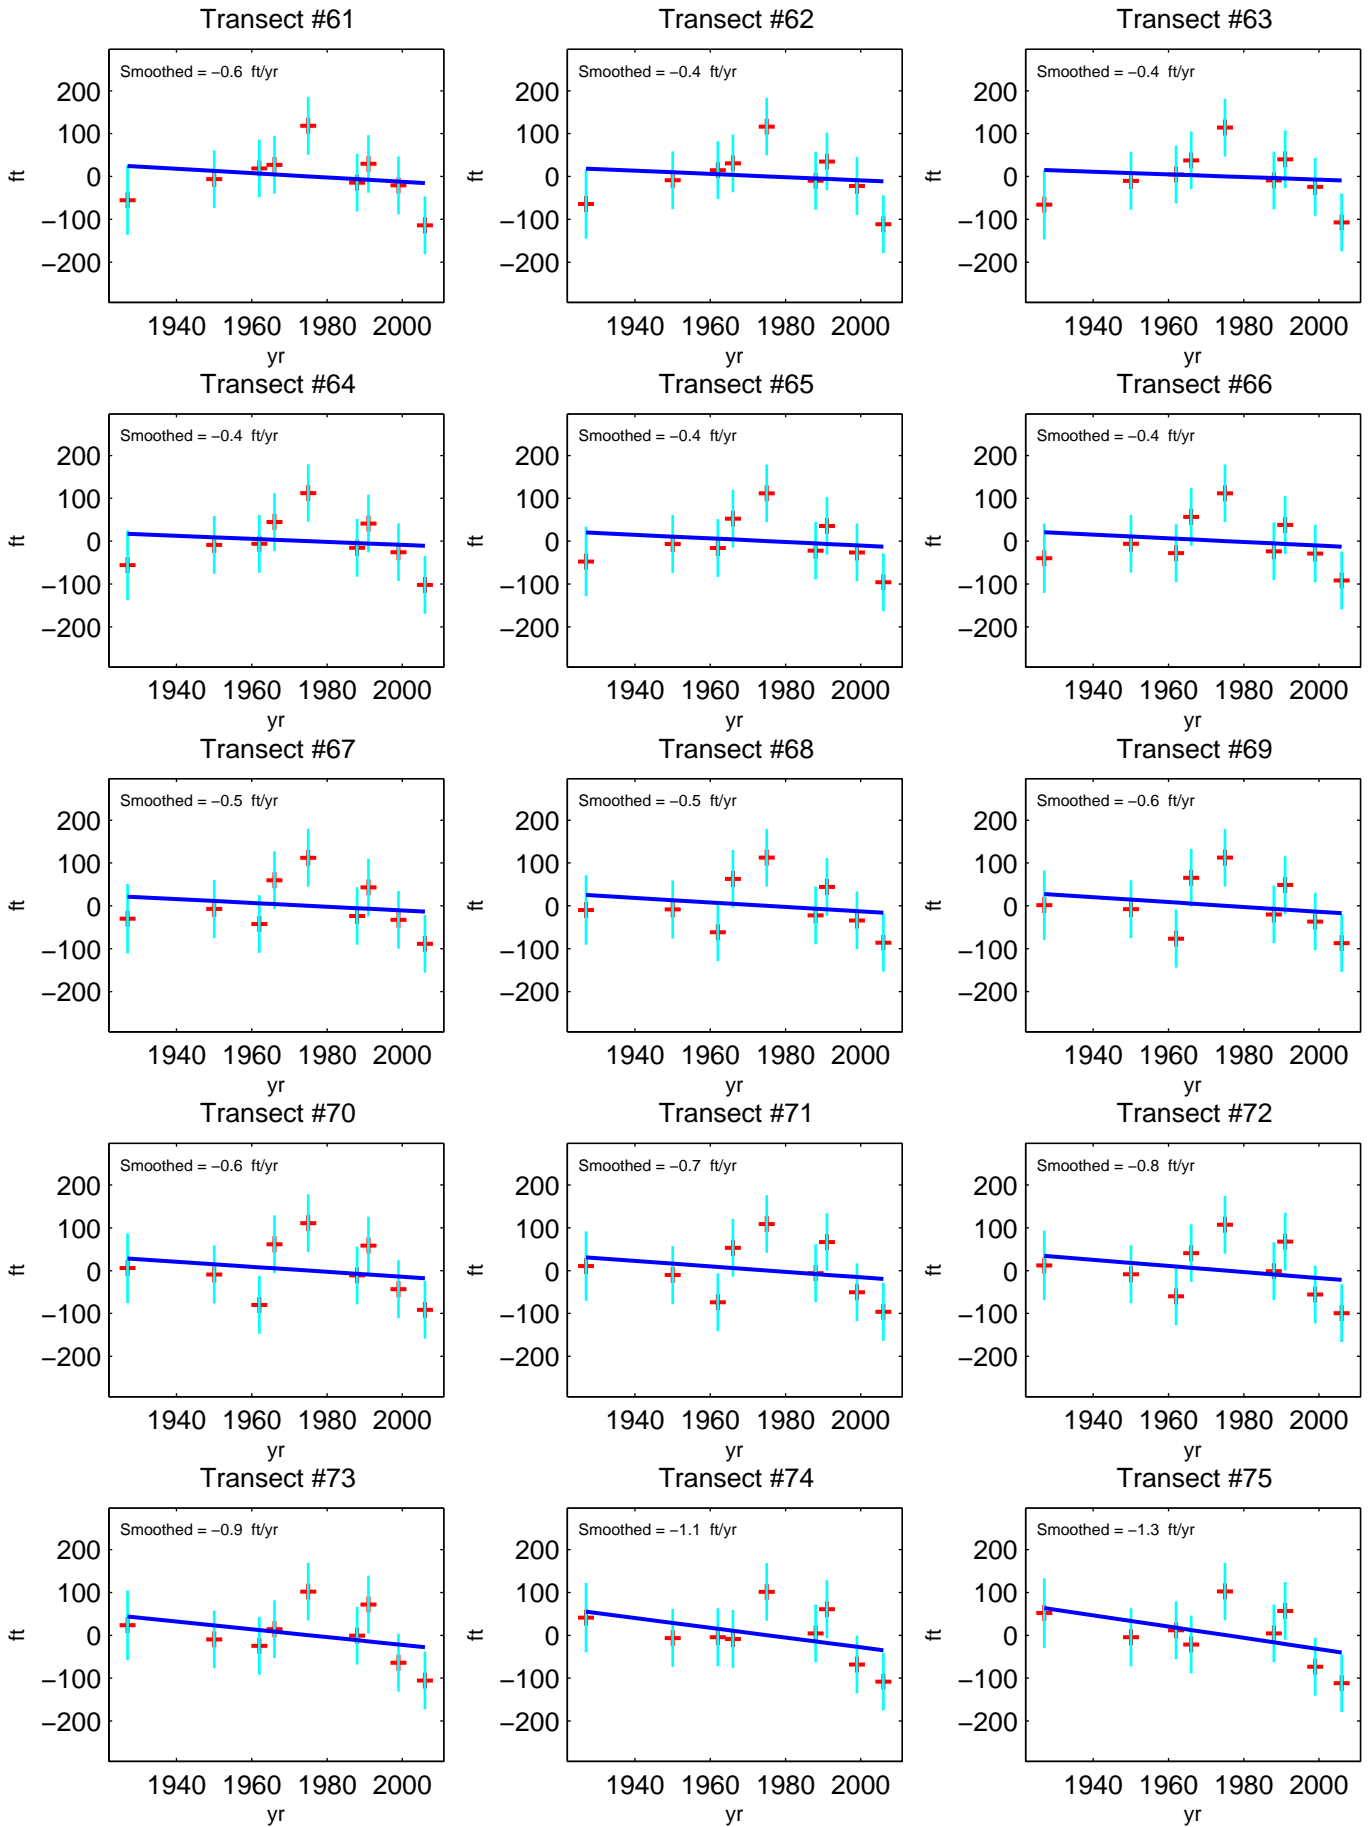 Transect #61
Smoothed = −0.6 ft/yr
200
100
0
−100
−200
ft
1940 1960 1980 2000
yr
Transect #62
Smoothed = −0.4 ft/yr
200
100
0
−100
−200
ft
1940 1960 1980 2000
yr
Transect #63
Smoothed = −0.4 ft/yr
200
100
0
−100
−200
ft
1940 1960 1980 2000
yr
Transect #64
Smoothed = −0.4 ft/yr
200
100
0
−100
−200
ft
1940 1960 1980 2000
yr
Transect #65
Smoothed = −0.4 ft/yr
200
100
0
−100
−200
ft
1940 1960 1980 2000
yr
Transect #66
Smoothed = −0.4 ft/yr
200
100
0
−100
−200
ft
1940 1960 1980 2000
yr
Transect #67
Smoothed = −0.5 ft/yr
200
100
0
−100
−200
ft
1940 1960 1980 2000
yr
Transect #68
Smoothed = −0.5 ft/yr
200
100
0
−100
−200
ft
1940 1960 1980 2000
yr
Transect #69
Smoothed = −0.6 ft/yr
200
100
0
−100
−200
ft
1940 1960 1980 2000
yr
Transect #70
Smoothed = −0.6 ft/yr
200
100
0
−100
−200
ft
1940 1960 1980 2000
yr
Transect #71
Smoothed = −0.7 ft/yr
200
100
0
−100
−200
ft
1940 1960 1980 2000
yr
Transect #72
Smoothed = −0.8 ft/yr
200
100
0
−100
−200
ft
1940 1960 1980 2000
yr
Transect #73
Smoothed = −0.9 ft/yr
200
100
0
−100
−200
ft
1940 1960 1980 2000
yr
Transect #74
Smoothed = −1.1 ft/yr
200
100
0
−100
−200
ft
1940 1960 1980 2000
yr
Transect #75
Smoothed = −1.3 ft/yr
200
100
0
−100
−200
ft
1940 1960 1980 2000
yr